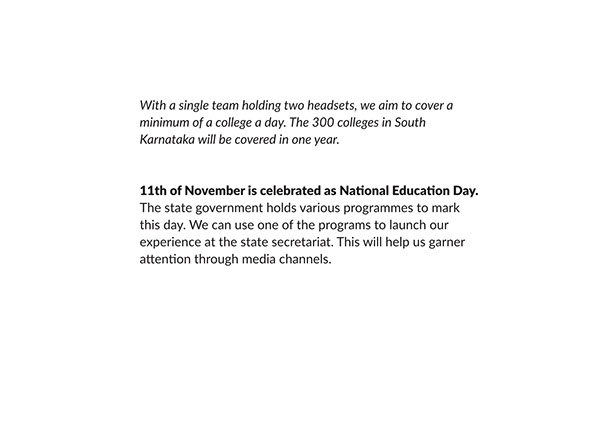 With a single team holding two headsets, we aim to cover a
minimum of a college a day. The 300 colleges in South
Karnataka will be covered in one year.
11th of November is celebrated as National Education Day.
The state government holds various programmes to mark
this day. We can use one of the programs to launch our
experience at the state secretariat. This will help us garner
attention through media channels.